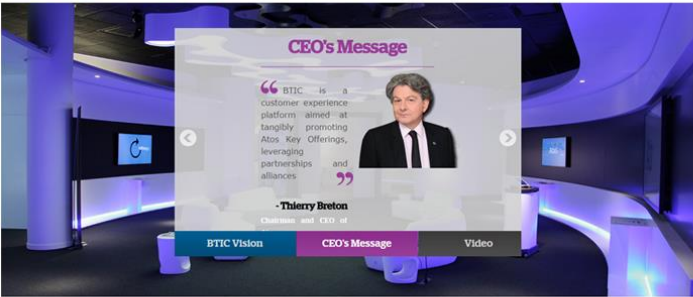 CEO's Message
“ BTIC is a
customer experience
platform aimed at
tangibly promoting
Atos Key Offerings,
leveraging
partnerships and
alliances ”
- Thierry Breton
Chairman and CEO of
BTIC Vision
CEO's Message
Video